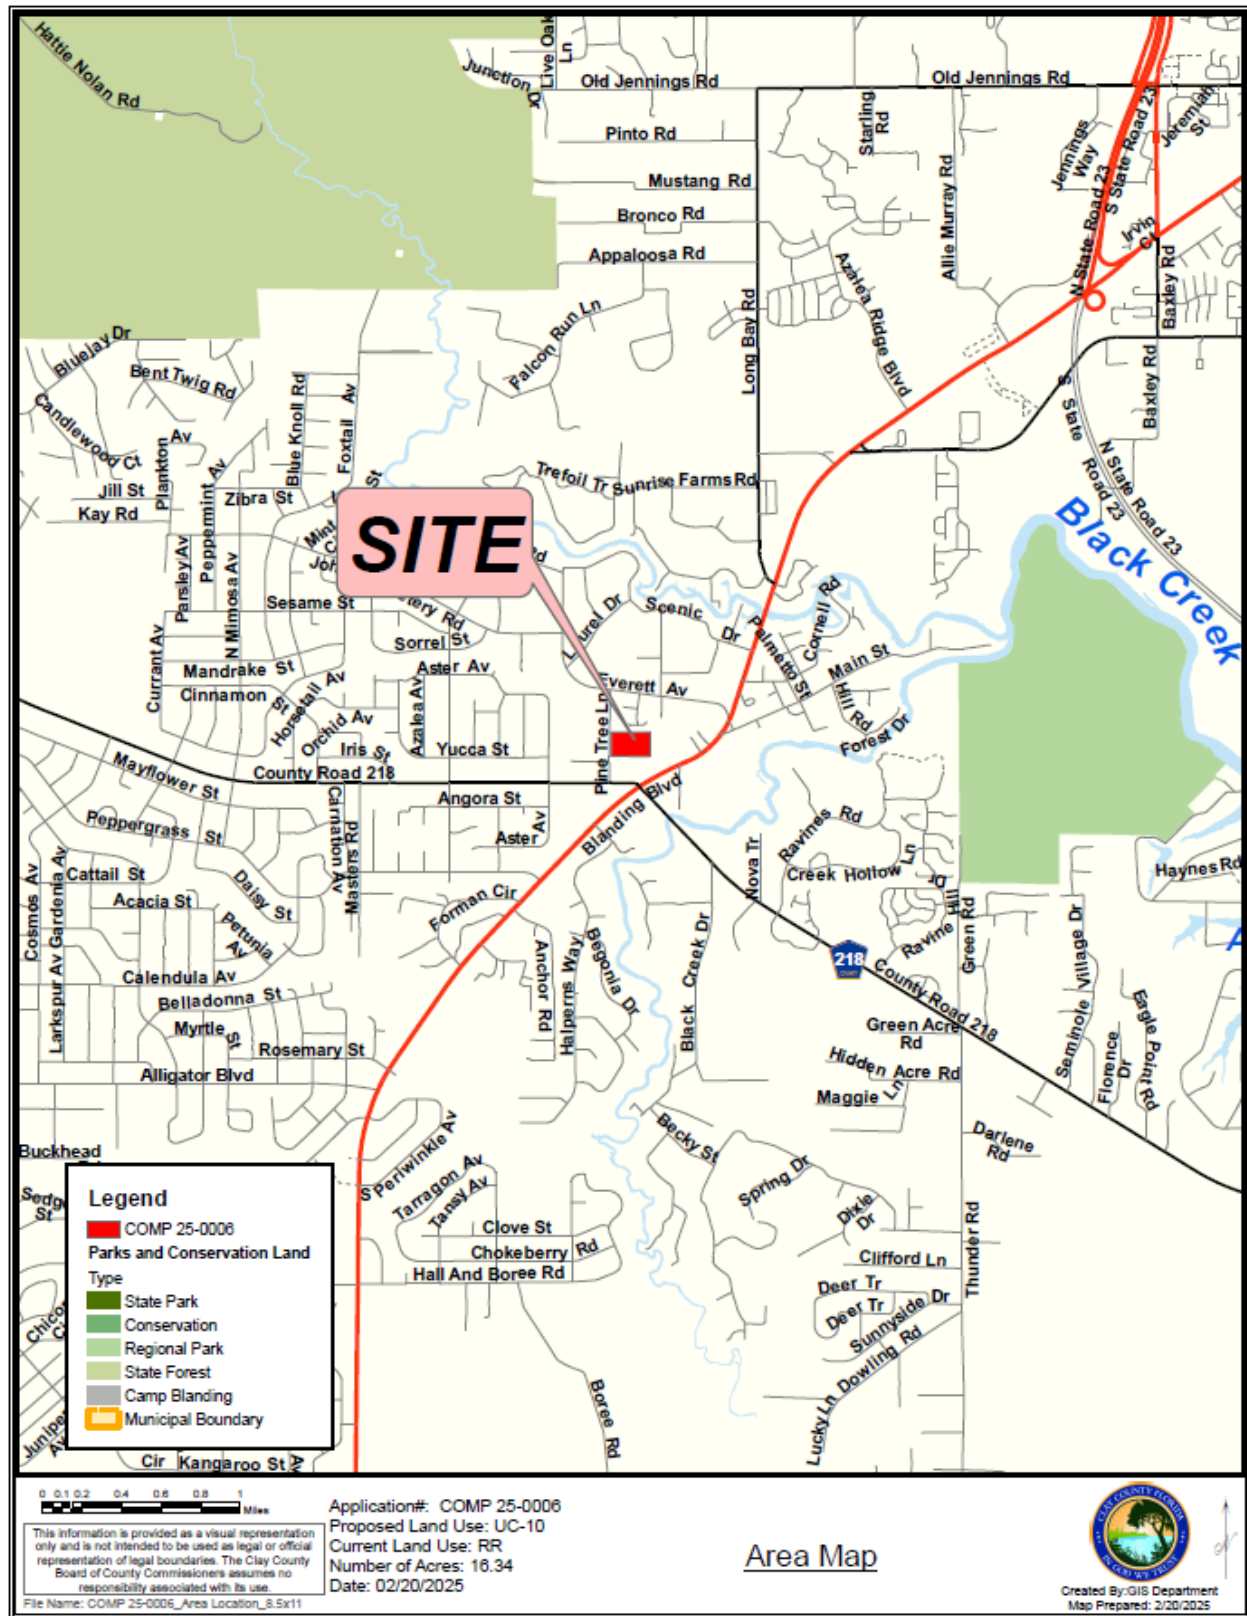 Hattie Nolan Rd
Junction Dr
Live Oak Ln
Old Jennings Rd
Old Jennings Rd
Pinto Rd
Starling Rd
Jennings Way
S State Road 23
N State Road 23
Jeremiah St
Mustang Rd
Allie Murray Rd
Bronco Rd
Irvin Ct
Appaloosa Rd
Azalea Ridge Blvd
Baxley Rd
Long Bay Rd
Falcon Run Ln
Bluejay Dr
Bent Twig Rd
Candlewood Ct
Blue Knoll Rd
Foxtail Av
Baxley Rd
S State Road 23
N State Road 23
Plankton Av
Peppermint Av
Jill St
Kay Rd
Zibra St
St
Trefoil Tr
Sunrise Farms Rd
Black Creek
SITE
Parsley Av
N Mimosa Av
Sesame St
Sorrel St
Laurel Dr
Scenic Dr
Palmetto St
Cornell Rd
Main St
Currant Av
Mandrake St
Cinnamon St
Horsetail Av
Orchid Av
Iris St
Aster Av
Azalea Av
Yucca St
Everett Av
Pine Tree Ln
Hill Rd
Forest Dr
County Road 218
Mayflower St
Angora St
Aster Av
Blanding Blvd
Peppergrass St
Carnation Av
Masters Rd
Ravines Rd
Nova Tr
Creek Hollow Ln
Haynes Rd
Cosmos Av
Gardenia Av
Larkspur Av
Cattail St
Acacia St
Daisy St
Petunia Av
Forman Cir
Calendula Av
Belladonna St
Myrtle St
Rosemary St
Alligator Blvd
Anchor Rd
Halperns Way
Begonia Dr
Black Creek Dr
Ravine Hill Dr
Green Rd
218
County Road 218
Seminole Village Dr
Florence Dr
Eagle Point Rd
Green Acre Rd
Hidden Acre Rd
Maggie Ln
Darlene Rd
Becky St
Spring Dr
Dixie Dr
Thunder Rd
Clifford Ln
Deer Tr
Deer Tr
Sunnyside Dr
Dowling Rd
Lucky Ln
Boree Rd
S Periwinkle Av
Tarragon Av
Tansy Av
Clove St
Chokeberry Rd
Hall And Boree Rd
Buckhead
St
Cir
Kangaroo St
Av
Legend
COMP 25-0006
Parks and Conservation Land
Type
State Park
Conservation
Regional Park
State Forest
Camp Blanding
Municipal Boundary
0 0.1 0.2 0.4 0.6 0.8 1
Miles
This information is provided as a visual representation
only and is not intended to be used as legal or official
representation of legal boundaries. The Clay County
Board of County Commissioners assumes no
responsibility associated with its use.
File Name: COMP 25-0006_Area Location_8.5x11
Application#: COMP 25-0006
Proposed Land Use: UC-10
Current Land Use: RR
Number of Acres: 16.34
Date: 02/20/2025
Area Map
CLAY COUNTY FLORIDA
IN GOD WE TRUST
Created By:GIS Department
Map Prepared: 2/20/2025